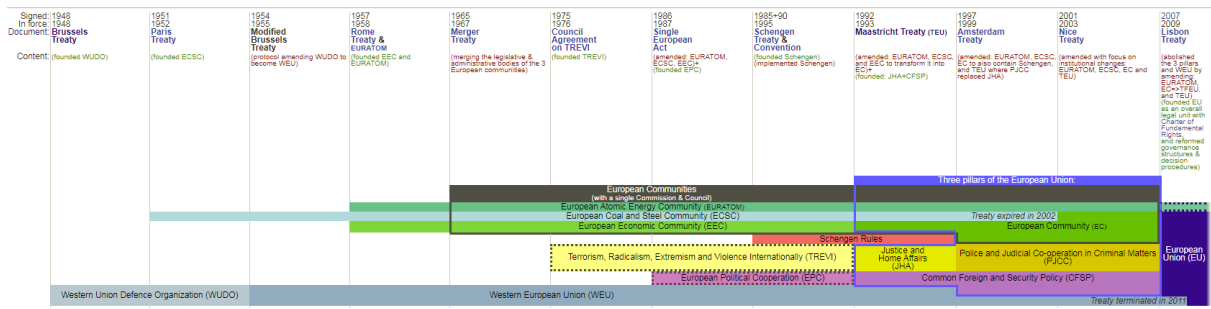 Signed: 1948 1951 1954 1957 1965 1975 1986 1985+90 1992 1997 2001 2007
In force: 1948 1952 1955 1958 1967 1976 1987 1995 1993 1999 2003 2009
Document: Brussels Treaty
Paris Treaty
Modified Brussels Treaty
Rome Treaty & EURATOM
Merger Treaty
Council Agreement on TREVI
Single European Act
Schengen Treaty & Convention
Maastricht Treaty (TEU)
Amsterdam Treaty
Nice Treaty
Lisbon Treaty
Content: (founded WUDO)
(founded ECSC)
(protocol amending WUDO to
become WEU)
(founded EEC and
EURATOM)
(merging the legislative &
administrative bodies of the 3
European communities)
(founded TREVI)
(amended: EURATOM,
ECSC, EEC)+
(founded EPC)
(founded Schengen)
(implemented Schengen)
(amended: EURATOM, ECSC,
and EEC to transform it into
EC)+
(founded: JHA+CFSP)
(amended: EURATOM, ECSC,
EC to also contain Schengen,
and TEU where PJCC
replaced JHA)
(amended with focus on
institutional changes:
EURATOM, ECSC, EC and
TEU)
(abolished
the 3 pillars
and WEU by
amending:
EURATOM,
EC=>TFEU,
and TEU)
(founded EU
as an overall
legal unit with
Charter of
Fundamental
Rights,
and reformed
governance
structures &
decision
procedures)
Three pillars of the European Union:
European Communities
(with a single Commission & Council)
European Atomic Energy Community (EURATOM)
European Coal and Steel Community (ECSC)
Treaty expired in 2002
European Economic Community (EEC)
European Community (EC)
Schengen Rules
Terrorism, Radicalism, Extremism and Violence Internationally (TREVI)
Justice and
Home Affairs
(JHA)
Police and Judicial Co-operation in Criminal Matters
(PJCC)
European
Union (EU)
European Political Cooperation (EPC)
Common Foreign and Security Policy (CFSP)
Western Union Defence Organization (WUDO)
Western European Union (WEU)
Treaty terminated in 2011